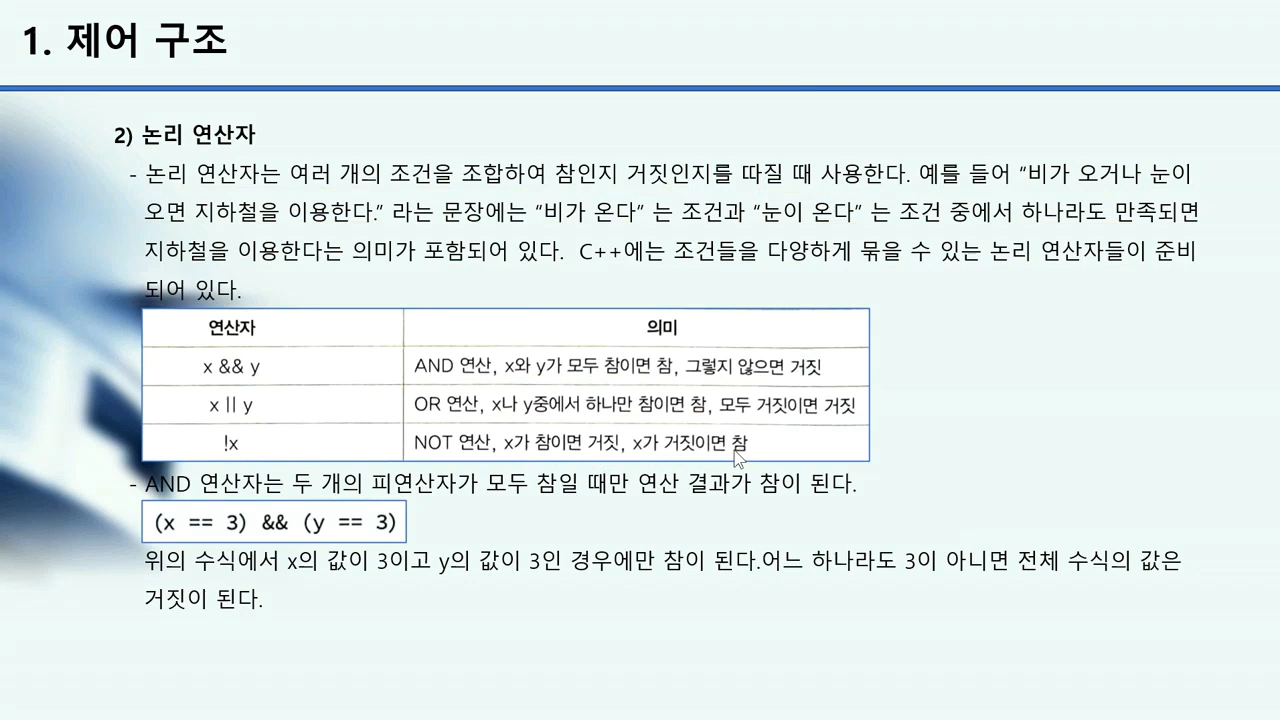 1. 제어 구조
2) 논리 연산자
- 논리 연산자는 여러 개의 조건을 조합하여 참인지 거짓인지를 따질 때 사용한다. 예를 들어 “비가 오거나 눈이
오면 지하철을 이용한다.” 라는 문장에는 “비가 온다” 는 조건과 “눈이 온다” 는 조건 중에서 하나라도 만족되면
지하철을 이용한다는 의미가 포함되어 있다. C++에는 조건들을 다양하게 묶을 수 있는 논리 연산자들이 준비
되어 있다.
연산자 의미
x && y AND 연산, x와 y가 모두 참이면 참, 그렇지 않으면 거짓
x || y OR 연산, x나 y중에서 하나만 참이면 참, 모두 거짓이면 거짓
!x NOT 연산, x가 참이면 거짓, x가 거짓이면 참
- AND 연산자는 두 개의 피연산자가 모두 참일 때만 연산 결과가 참이 된다.
(x == 3) && (y == 3)
위의 수식에서 x의 값이 3이고 y의 값이 3인 경우에만 참이 된다.어느 하나라도 3이 아니면 전체 수식의 값은
거짓이 된다.